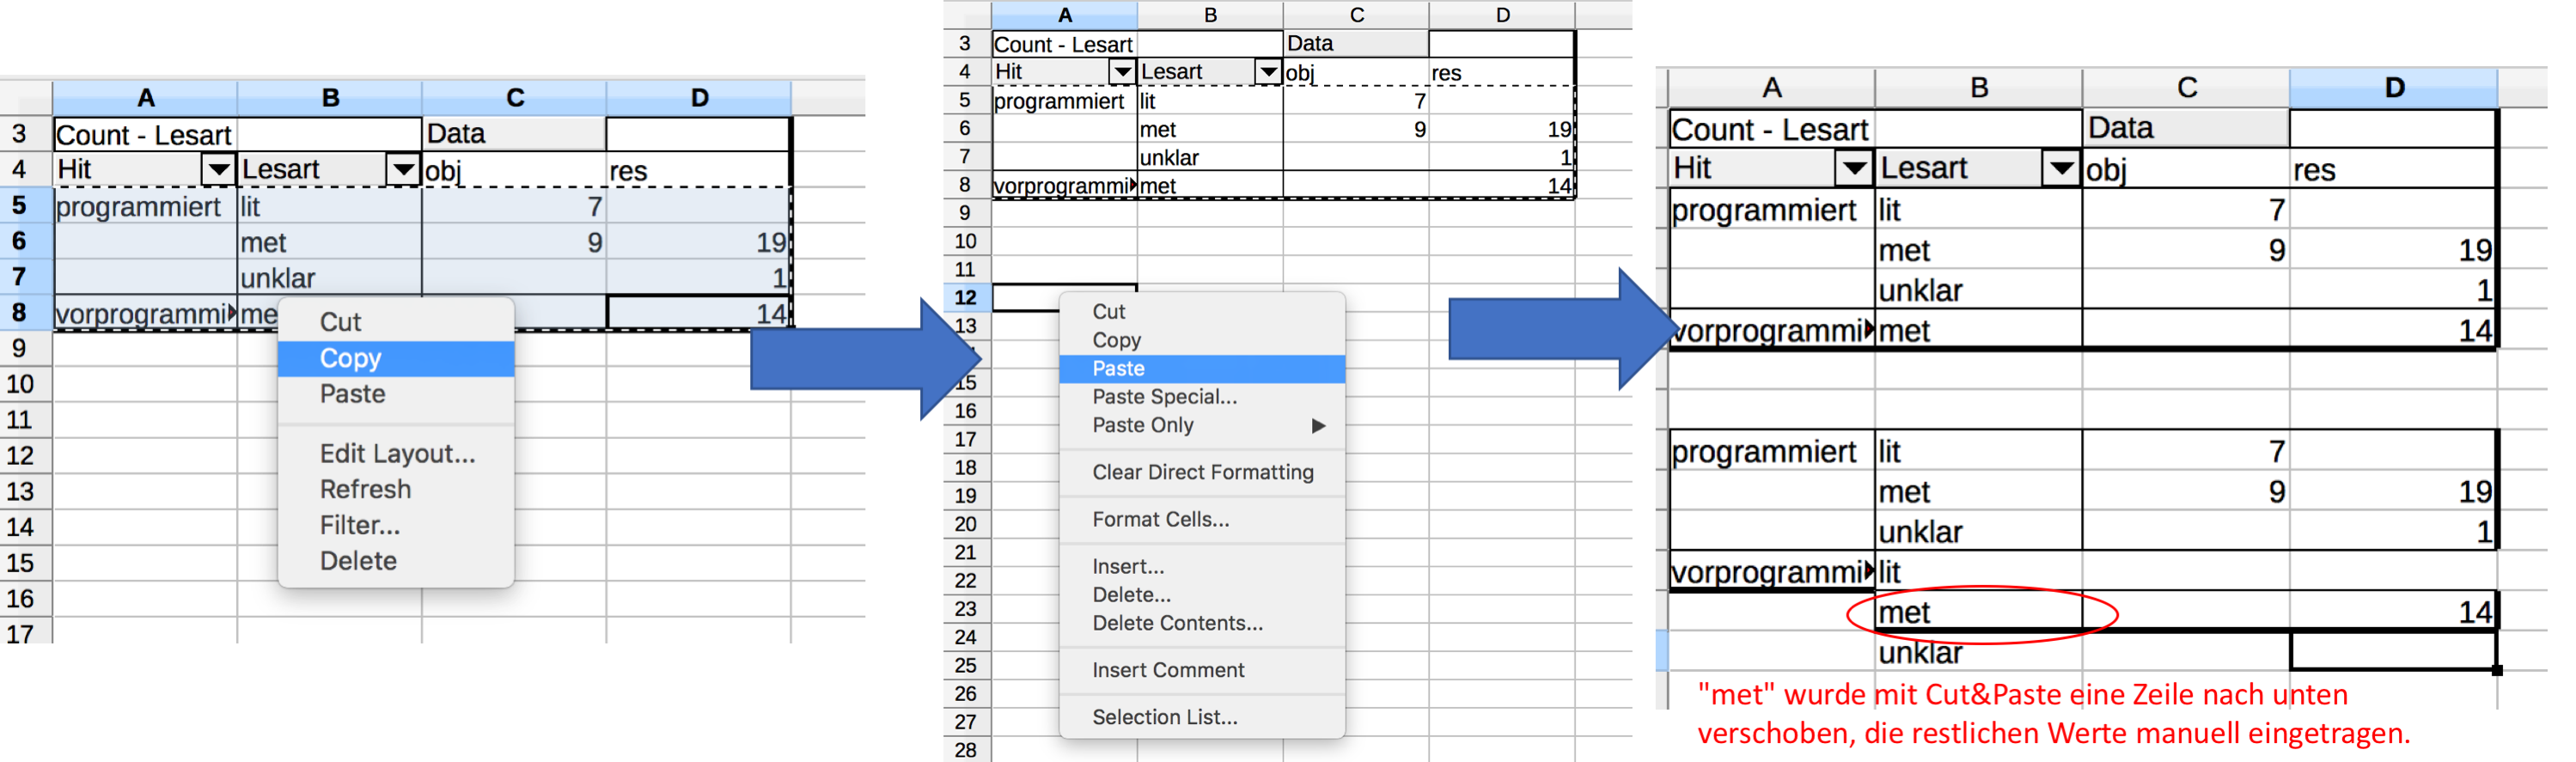 A B C D
3 Count - Lesart Data
4 Hit Lesart obj res
5 programmiert lit 7
6 met 9 19
7 unklar 1
8 vorprogrammi me 14
9
10
11
12
13
14
15
16
17
Cut
Copy
Paste
Edit Layout...
Refresh
Filter...
Delete
A B C D
3 Count - Lesart Data
4 Hit Lesart obj res
5 programmiert lit 7
6 met 9 19
7 unklar 1
8 vorprogrammi met 14
9
10
11
12
13
15
16
17
18
19
20
21
22
23
24
25
26
27
28
Cut
Copy
Paste
Paste Special...
Paste Only
Clear Direct Formatting
Format Cells...
Insert...
Delete...
Delete Contents...
Insert Comment
Selection List...
A B C D
Count - Lesart Data
Hit Lesart obj res
programmiert lit 7
met 9 19
unklar 1
vorprogrammi met 14
programmiert lit 7
met 9 19
unklar 1
vorprogrammi lit
met 14
unklar
"met" wurde mit Cut&Paste eine Zeile nach unten
verschoben, die restlichen Werte manuell eingetragen.